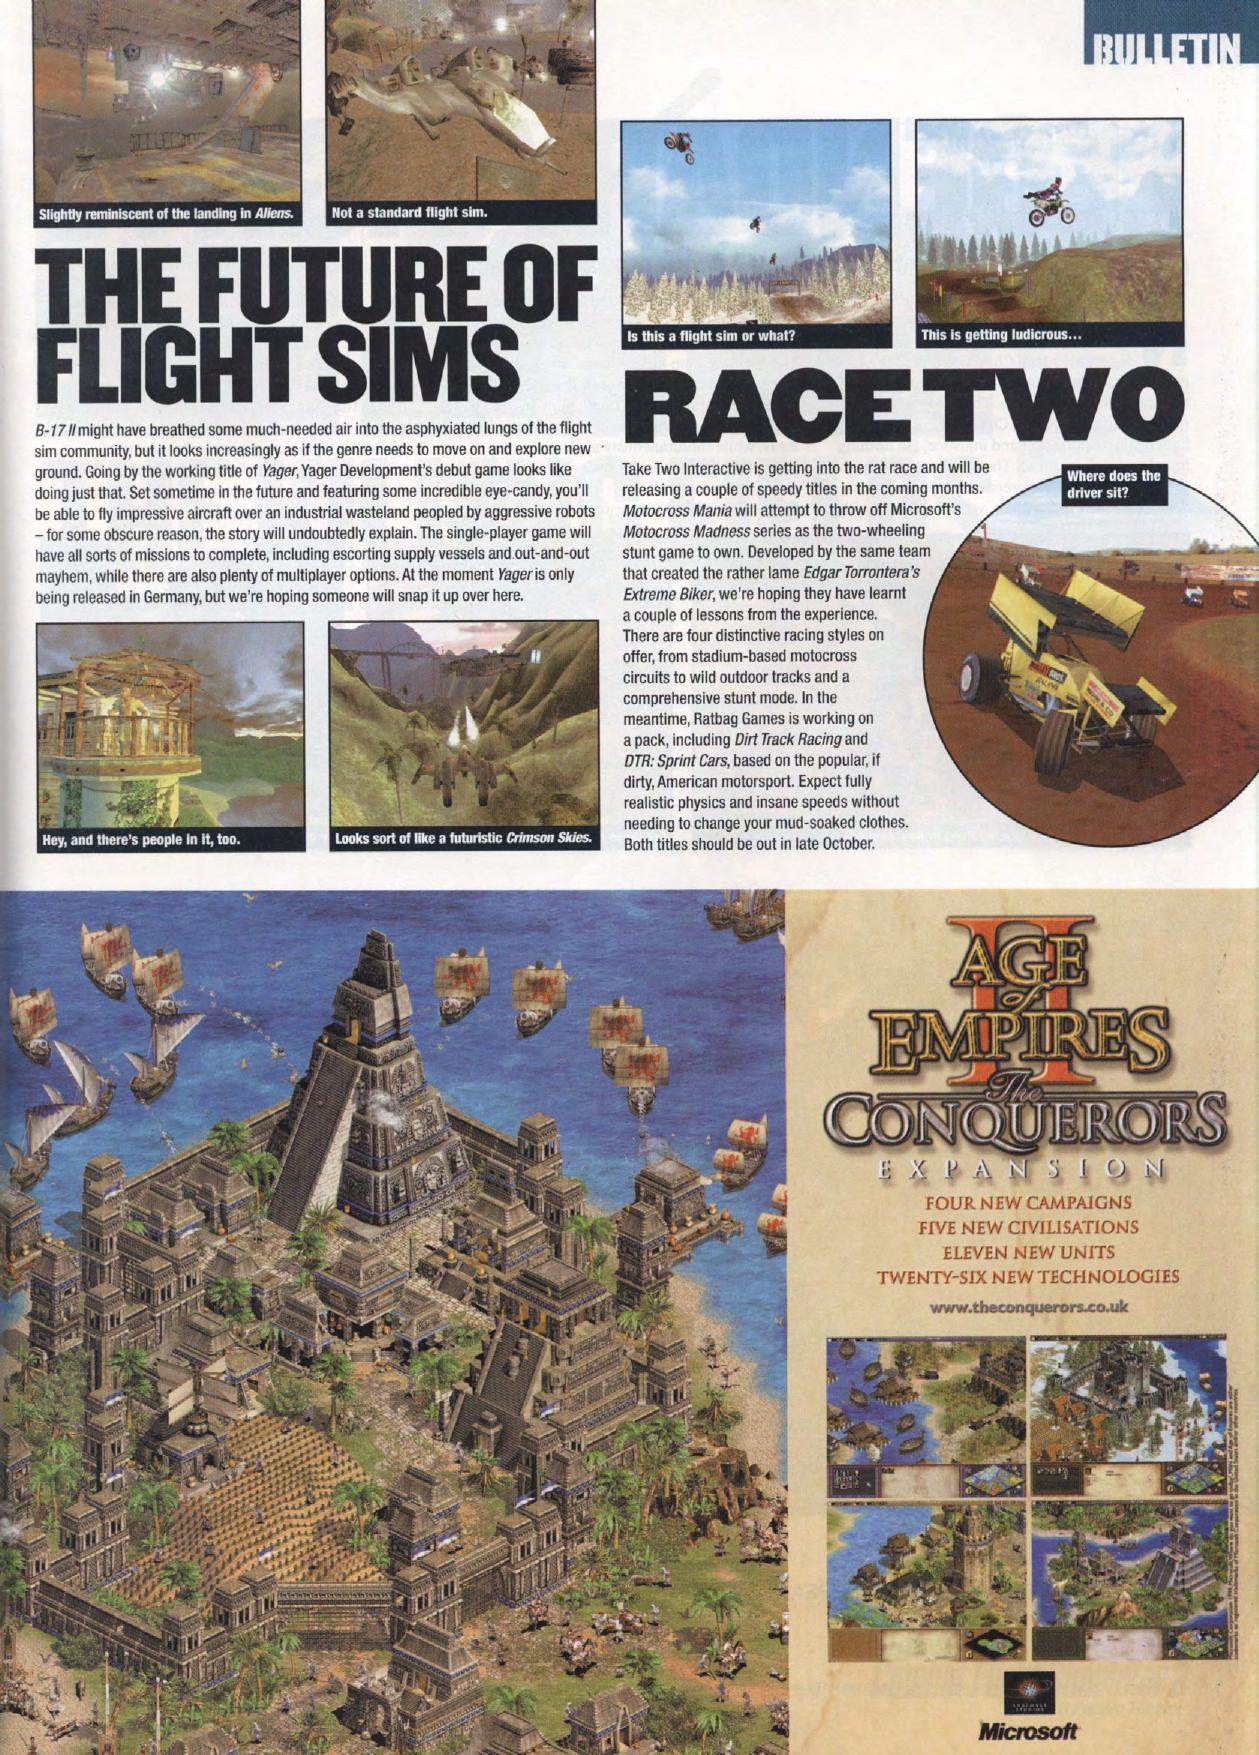 BULLETIN
Slightly reminiscent of the landing in Aliens.
Not a standard flight sim.
THE FUTURE OF
FLIGHT SIMS
B-17 II might have breathed some much-needed air into the asphyxiated lungs of the flight
sim community, but it looks increasingly as if the genre needs to move on and explore new
ground. Going by the working title of Yager, Yager Development's debut game looks like
doing just that. Set sometime in the future and featuring some incredible eye-candy, you'll
be able to fly impressive aircraft over an industrial wasteland peopled by aggressive robots
– for some obscure reason, the story will undoubtedly explain. The single-player game will
have all sorts of missions to complete, including escorting supply vessels and out-and-out
mayhem, while there are also plenty of multiplayer options. At the moment Yager is only
being released in Germany, but we're hoping someone will snap it up over here.
Hey, and there's people in it, too.
Looks sort of like a futuristic Crimson Skies.
Is this a flight sim or what?
This is getting ludicrous...
RACE TWO
Take Two Interactive is getting into the rat race and will be
releasing a couple of speedy titles in the coming months.
Motocross Mania will attempt to throw off Microsoft's
Motocross Madness series as the two-wheeling
stunt game to own. Developed by the same team
that created the rather lame Edgar Torrontera's
Extreme Biker, we're hoping they have learnt
a couple of lessons from the experience.
There are four distinctive racing styles on
offer, from stadium-based motocross
circuits to wild outdoor tracks and a
comprehensive stunt mode. In the
meantime, Ratbag Games is working on
a pack, including Dirt Track Racing and
DTR: Sprint Cars, based on the popular, if
dirty, American motorsport. Expect fully
realistic physics and insane speeds without
needing to change your mud-soaked clothes.
Both titles should be out in late October.
Where does the
driver sit?
AGE
of
EMPIRES
II
The
CONQUERORS
EXPANSION
FOUR NEW CAMPAIGNS
FIVE NEW CIVILISATIONS
ELEVEN NEW UNITS
TWENTY-SIX NEW TECHNOLOGIES
www.theconquerors.co.uk
ENSEMBLE
STUDIOS
Microsoft